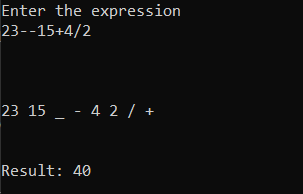 Enter the expression
23--15+4/2
23 15 _ - 4 2 / +
Result: 40